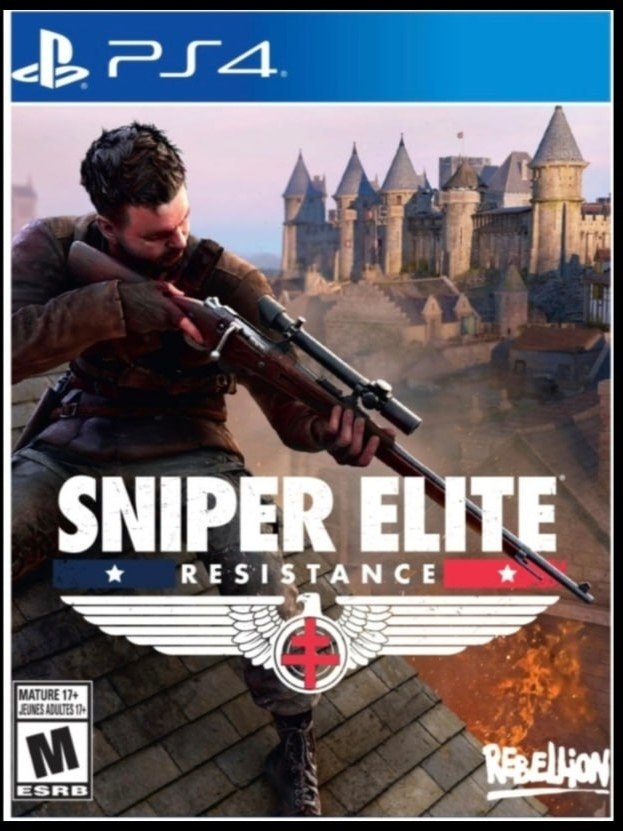 PS4
SNIPER ELITE
RESISTANCE
MATURE 17+
JEUNES ADULTES 17+
M
ESRB
REBELLION